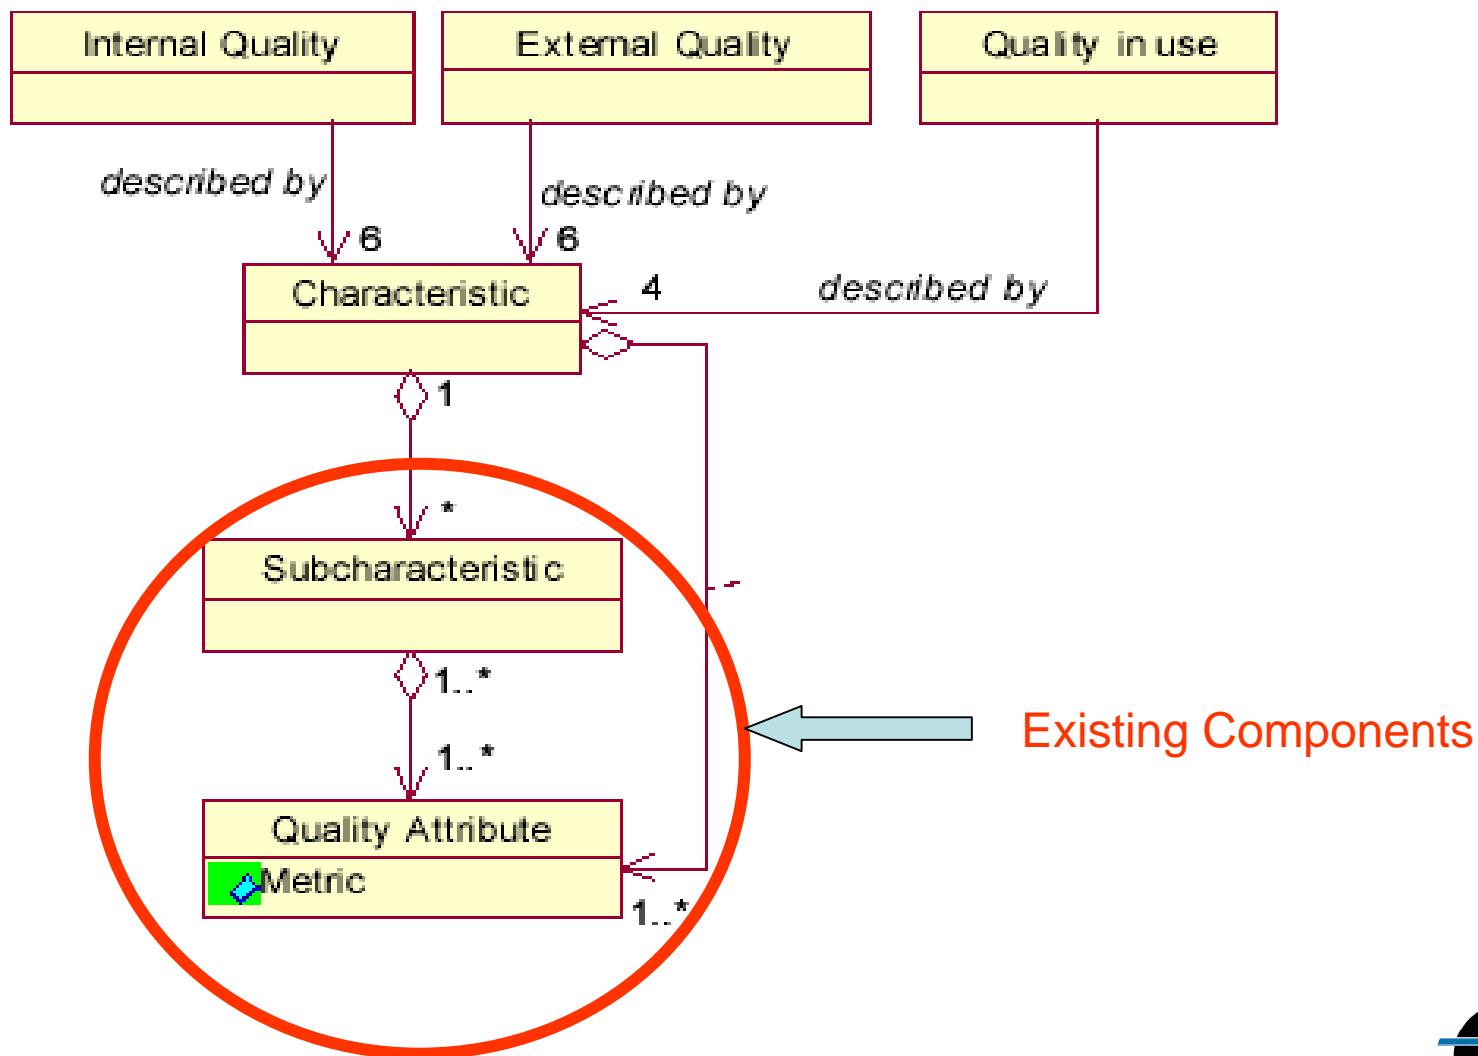 Internal Quality
External Quality
Quality in use
described by
described by
6
6
Characteristic
4
described by
1
*
Subcharacteristic
1..*
Existing Components
1..*
Quality Attribute
Metric
1..*